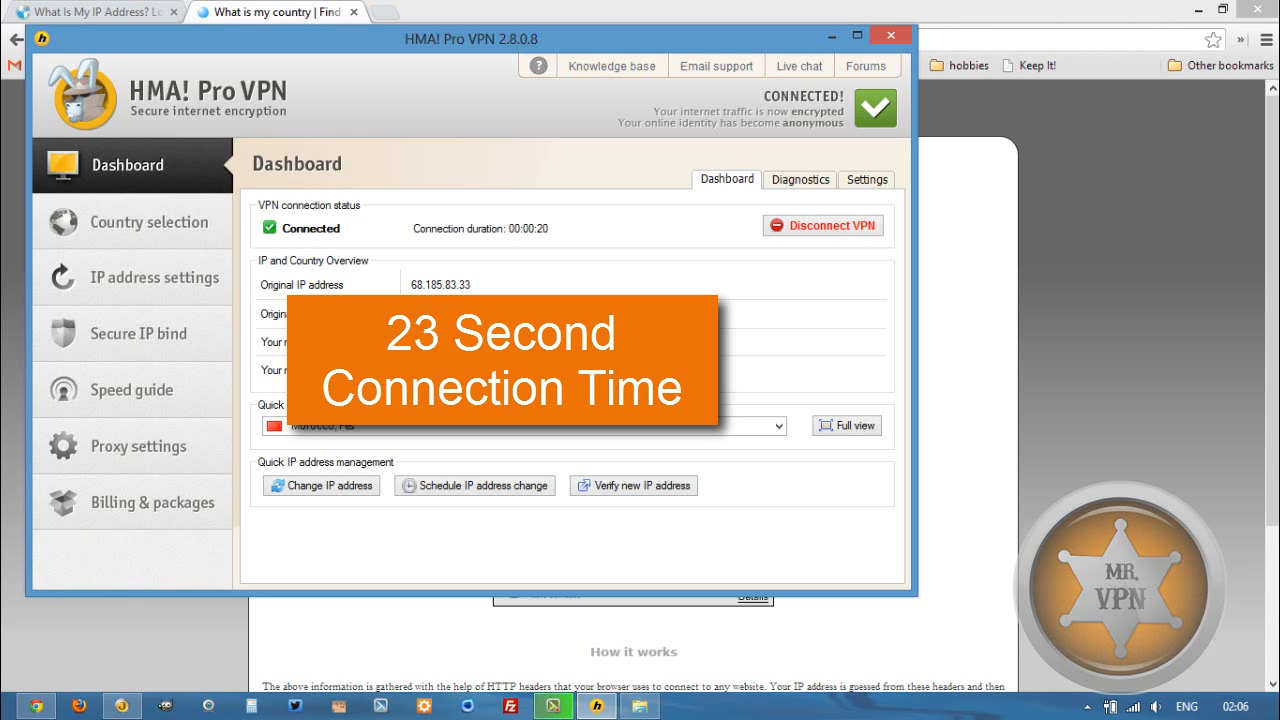 What Is My IP Address? Lo
What is my country | Find
HMA! Pro VPN 2.8.0.8
hobbies
Keep It!
Other bookmarks
HMA! Pro VPN
Secure internet encryption
Knowledge base
Email support
Live chat
Forums
CONNECTED!
Your internet traffic is now encrypted
Your online identity has become anonymous
Dashboard
Country selection
IP address settings
Secure IP bind
Speed guide
Proxy settings
Billing & packages
Dashboard
Dashboard
Diagnostics
Settings
VPN connection status
Connected
Connection duration: 00:00:20
Disconnect VPN
IP and Country Overview
Original IP address
68.185.83.33
Origin
Your n
Your n
23 Second
Connection Time
Quick
Morocco, Fes
Full view
Quick IP address management
Change IP address
Schedule IP address change
Verify new IP address
Details
MR.
VPN
How it works
The above information is gathered with the help of HTTP headers that your browser uses to connect to any website. Your IP address is guessed from these headers and then
ENG
02:06